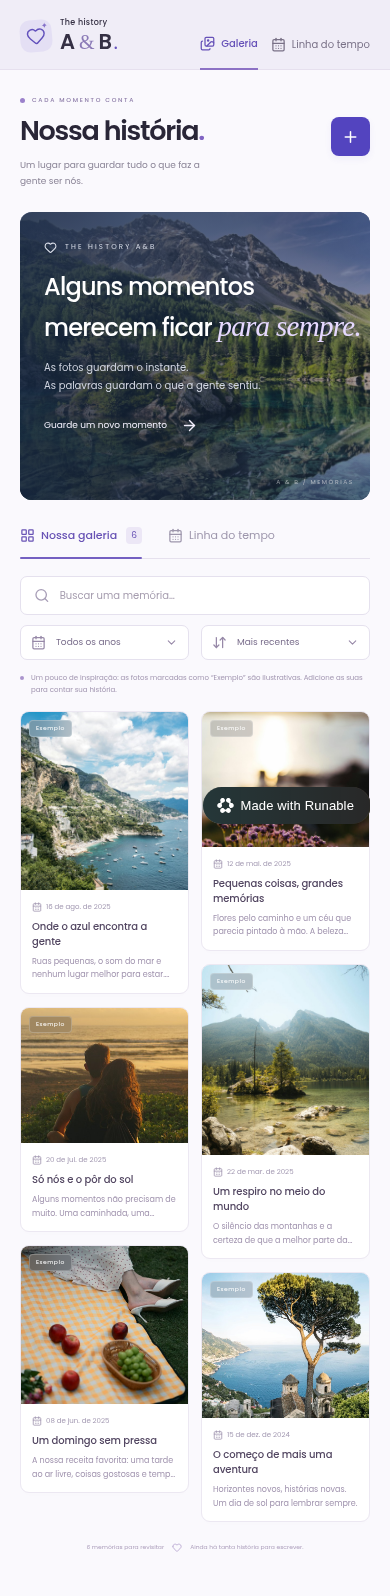 The history
A & B.
Galeria
Linha do tempo
CADA MOMENTO CONTA
Nossa história.
Um lugar para guardar tudo o que faz a
gente ser nós.
THE HISTORY A&B
Alguns momentos
merecem ficar para sempre.
As fotos guardam o instante.
As palavras guardam o que a gente sentiu.
Guarde um novo momento
A & B / MEMÓRIAS
Nossa galeria 6
Linha do tempo
Buscar uma memória...
Todos os anos
Mais recentes
Um pouco de inspiração: as fotos marcadas como “Exemplo” são ilustrativas. Adicione as suas
para contar sua história.
Exemplo
16 de ago. de 2025
Onde o azul encontra a
gente
Ruas pequenas, o som do mar e
nenhum lugar melhor para estar...
Exemplo
Made with Runable
12 de mai. de 2025
Pequenas coisas, grandes
memórias
Flores pelo caminho e um céu que
parecia pintado à mão. A beleza...
Exemplo
20 de jul. de 2025
Só nós e o pôr do sol
Alguns momentos não precisam de
muito. Uma caminhada, uma...
Exemplo
22 de mar. de 2025
Um respiro no meio do
mundo
O silêncio das montanhas e a
certeza de que a melhor parte da...
Exemplo
08 de jun. de 2025
Um domingo sem pressa
A nossa receita favorita: uma tarde
ao ar livre, coisas gostosas e temp...
Exemplo
15 de dez. de 2024
O começo de mais uma
aventura
Horizontes novos, histórias novas.
Um dia de sol para lembrar sempre.
6 memórias para revisitar
Ainda há tanta história para escrever.